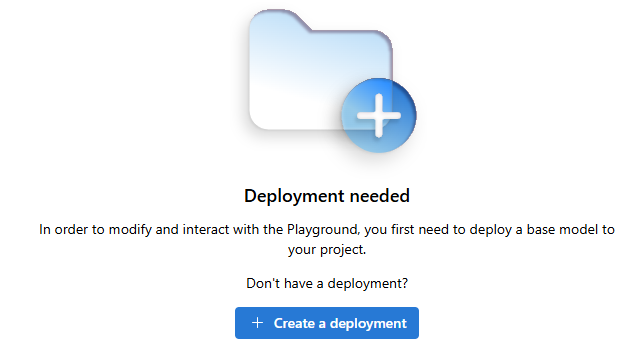 Deployment needed
In order to modify and interact with the Playground, you first need to deploy a base model to
your project.
Don't have a deployment?
+ Create a deployment